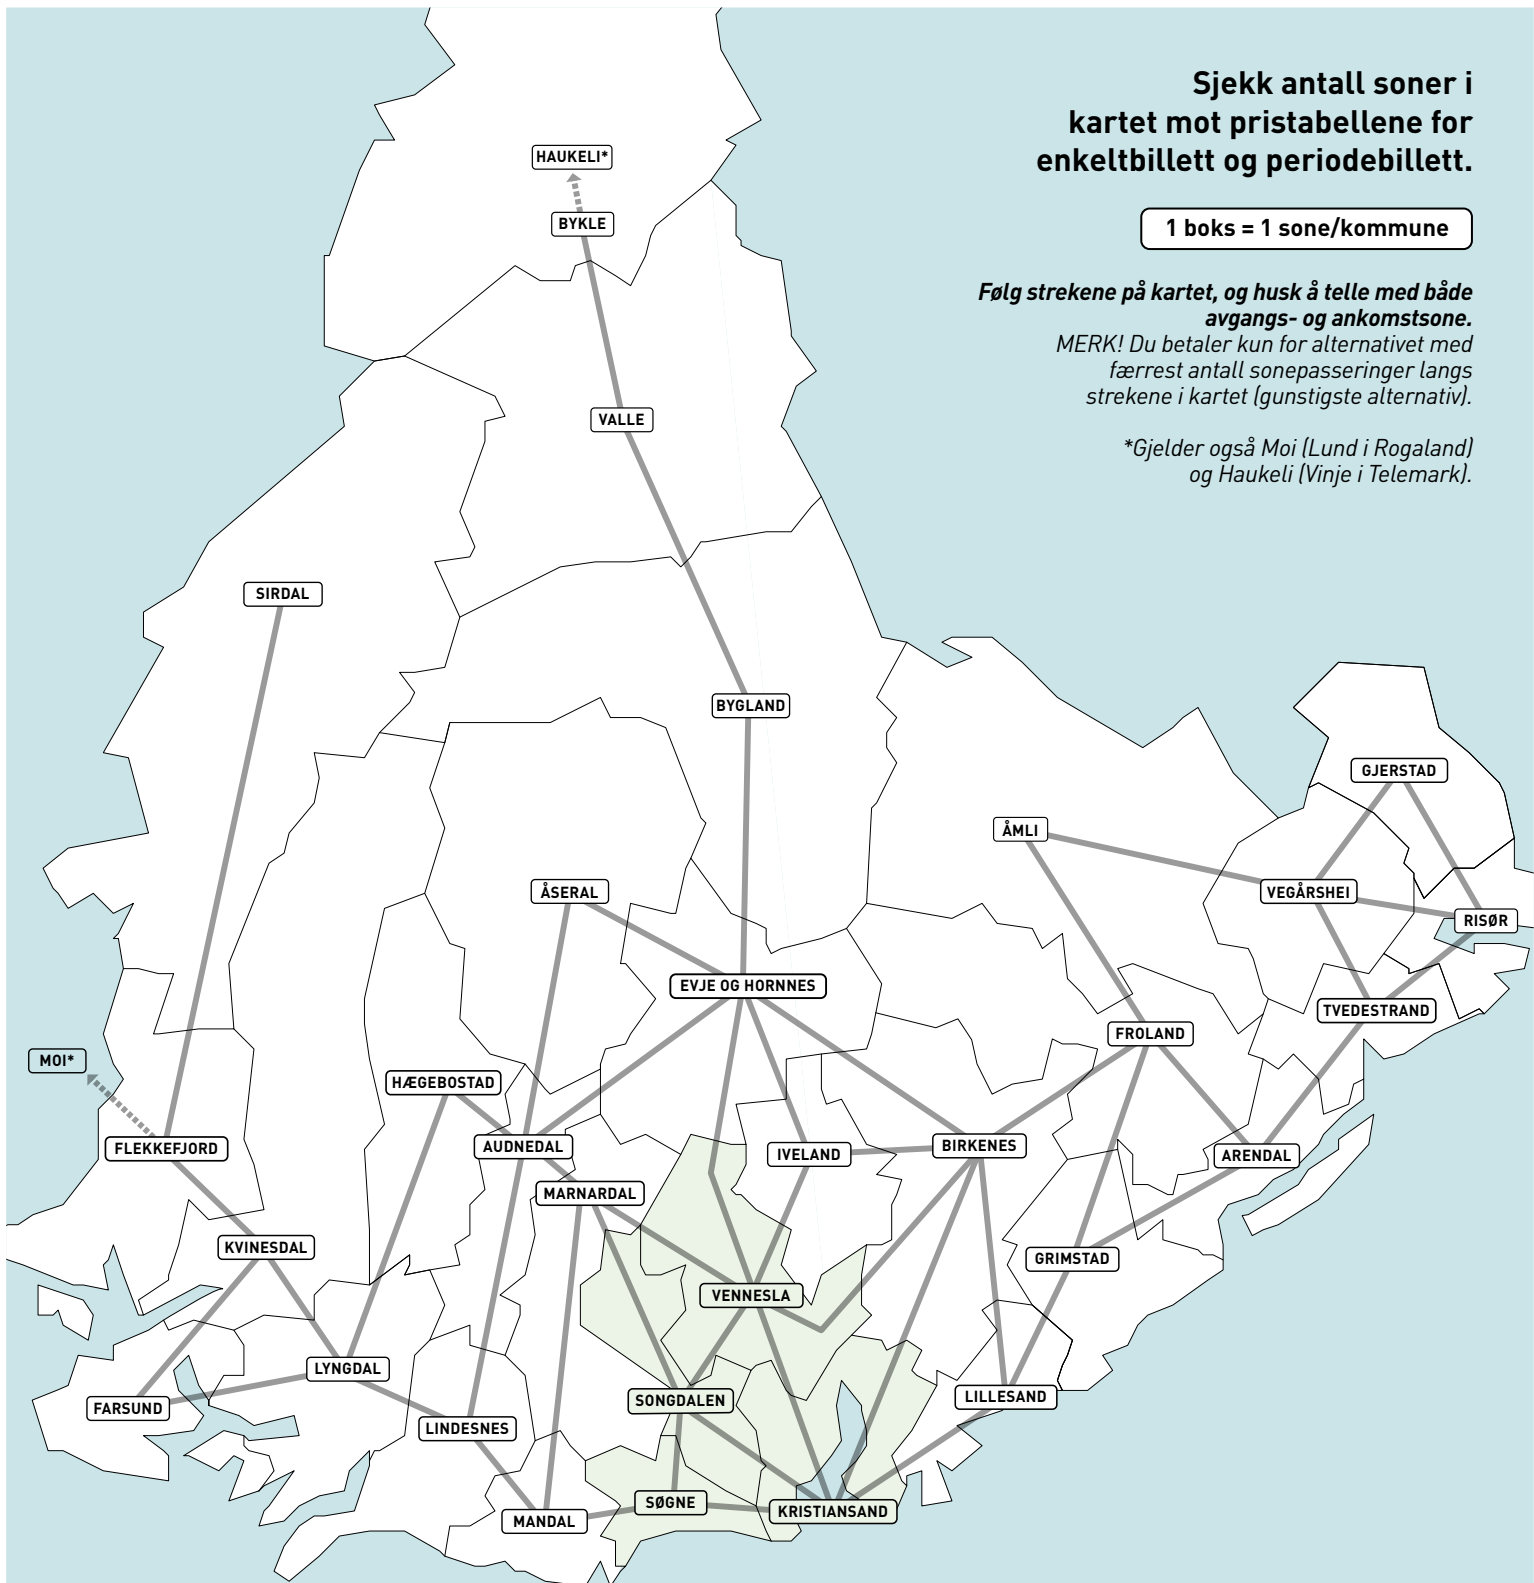 Sjekk antall soner i
kartet mot pristabellene for
enkeltbillett og periodebillett.
1 boks = 1 sone/kommune
Følg strekene på kartet, og husk å telle med både
avgangs- og ankomstsone.
MERK! Du betaler kun for alternativet med
færrest antall sonepasseringer langs
strekene i kartet (gunstigste alternativ).
*Gjelder også Moi (Lund i Rogaland)
og Haukeli (Vinje i Telemark).
HAUKELI*
BYKLE
VALLE
SIRDAL
BYGLAND
GJERSTAD
ÅMLI
ÅSERAL
VEGÅRSHEI
RISØR
EVJE OG HORNNES
TVEDESTRAND
FROLAND
MOI*
HÆGEBOSTAD
FLEKKEFJORD
AUDNEDAL
IVELAND
BIRKENES
ARENDAL
MARNARDAL
KVINESDAL
GRIMSTAD
VENNESLA
LYNGDAL
LILLESAND
SONGDALEN
FARSUND
LINDESNES
SØGNE
KRISTIANSAND
MANDAL